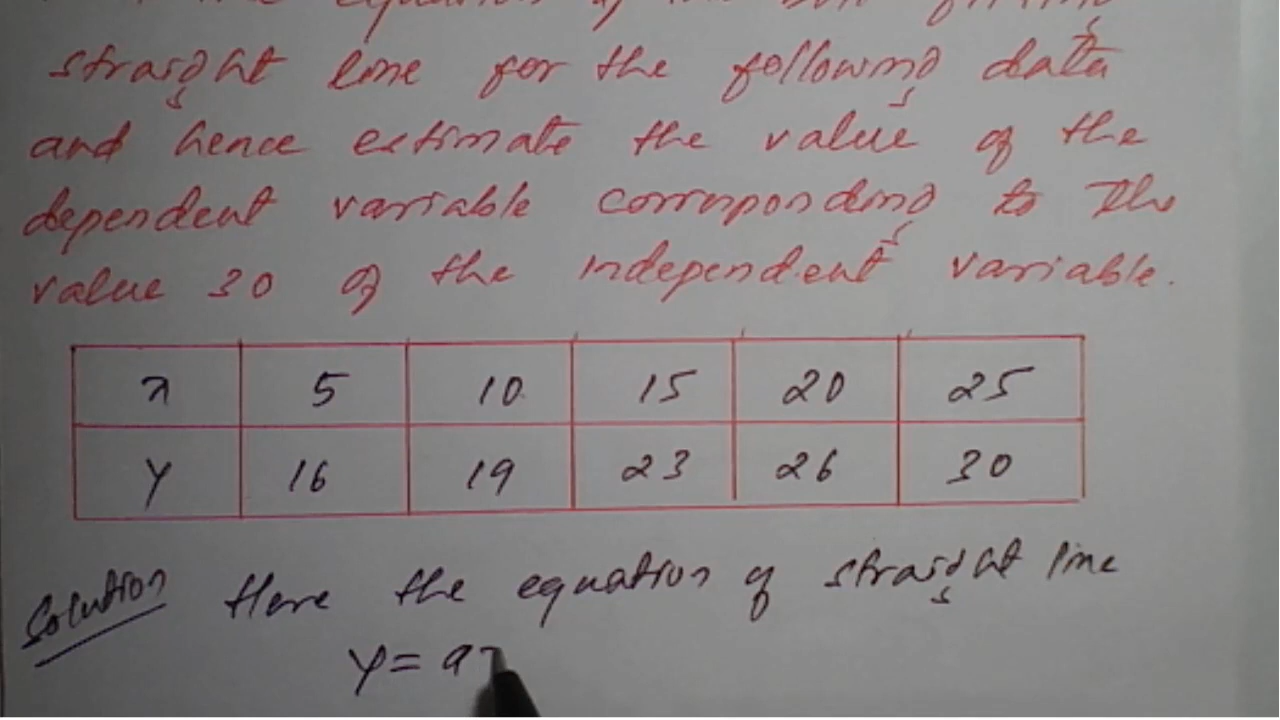 equation of
straight line for the following data
and hence estimate the value of the
dependent variable corresponding to the
value 30 of the independent variable.
x 5 10 15 20 25
y 16 19 23 26 30
Solution Here the equation of straight line
y = a